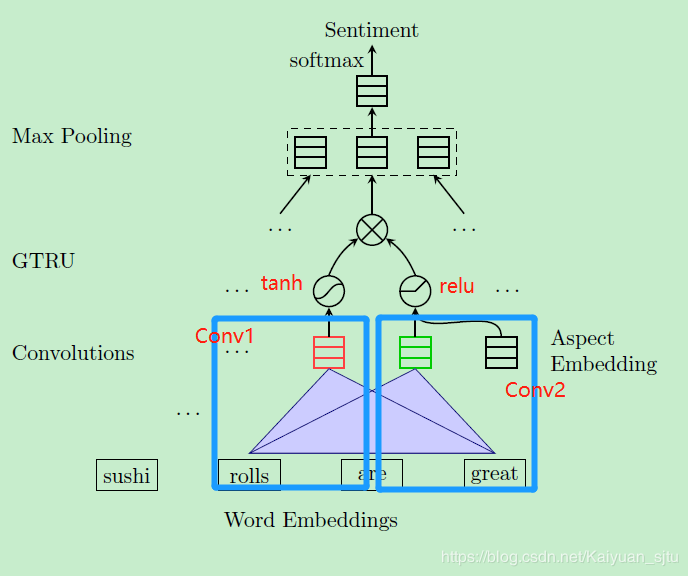 Sentiment
softmax
Max Pooling
...
...
GTRU
...
tanh
relu
...
Conv1
Convolutions
...
Aspect
Embedding
Conv2
...
sushi
rolls
are
great
Word Embeddings
https://blog.csdn.net/Kaiyuan_sjtu